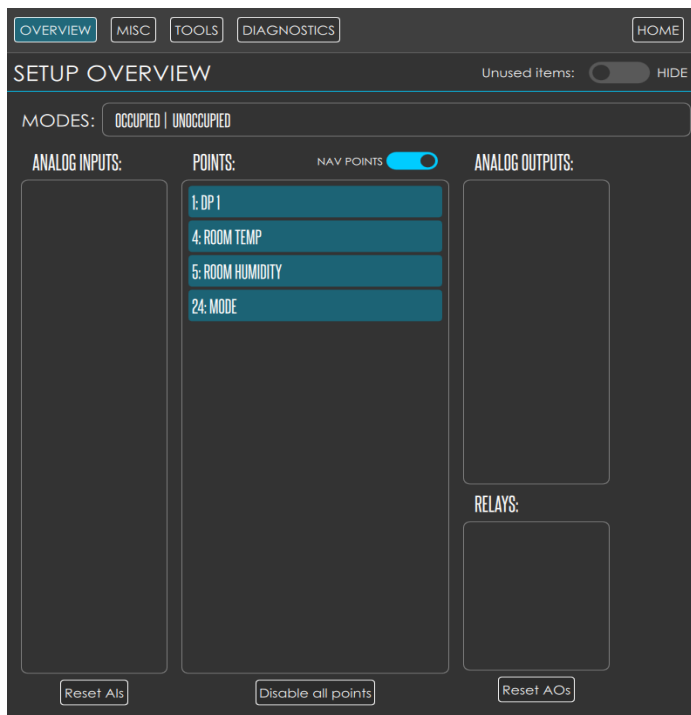 OVERVIEW MISC TOOLS DIAGNOSTICS HOME
SETUP OVERVIEW Unused items: HIDE
MODES: OCCUPIED | UNOCCUPIED
ANALOG INPUTS: POINTS: NAV POINTS ANALOG OUTPUTS:
1: DP 1
4: ROOM TEMP
5: ROOM HUMIDITY
24: MODE
RELAYS:
Reset AIs Disable all points Reset AOs